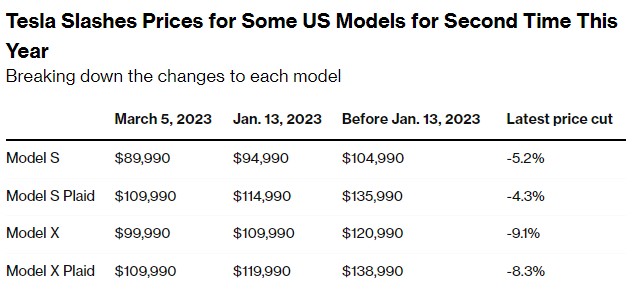 Tesla Slashes Prices for Some US Models for Second Time This
Year
Breaking down the changes to each model
March 5, 2023 Jan. 13, 2023 Before Jan. 13, 2023 Latest price cut
Model S $89,990 $94,990 $104,990 -5.2%
Model S Plaid $109,990 $114,990 $135,990 -4.3%
Model X $99,990 $109,990 $120,990 -9.1%
Model X Plaid $109,990 $119,990 $138,990 -8.3%